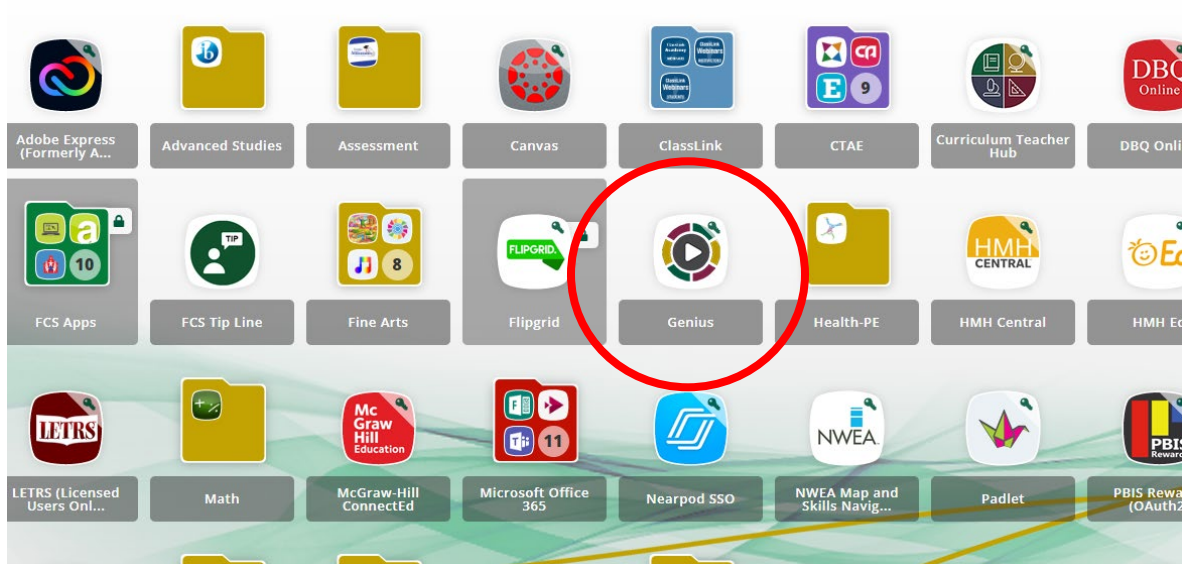 DBQ
Online
9
Adobe Express
(Formerly A...
Advanced Studies
Assessment
Canvas
ClassLink
CTAE
Curriculum Teacher
Hub
DBQ Onli
a
10
TIP
8
FLIPGRID.
HMH
CENTRAL
Ed
FCS Apps
FCS Tip Line
Fine Arts
Flipgrid
Genius
Health-PE
HMH Central
HMH Ed
LETRS
Mc
Graw
Hill
Education
11
NWEA
PBIS
Rewards
LETRS (Licensed
Users Onl...
Math
McGraw-Hill
ConnectEd
Microsoft Office
365
Nearpod SSO
NWEA Map and
Skills Navig...
Padlet
PBIS Rewa
(OAuth2